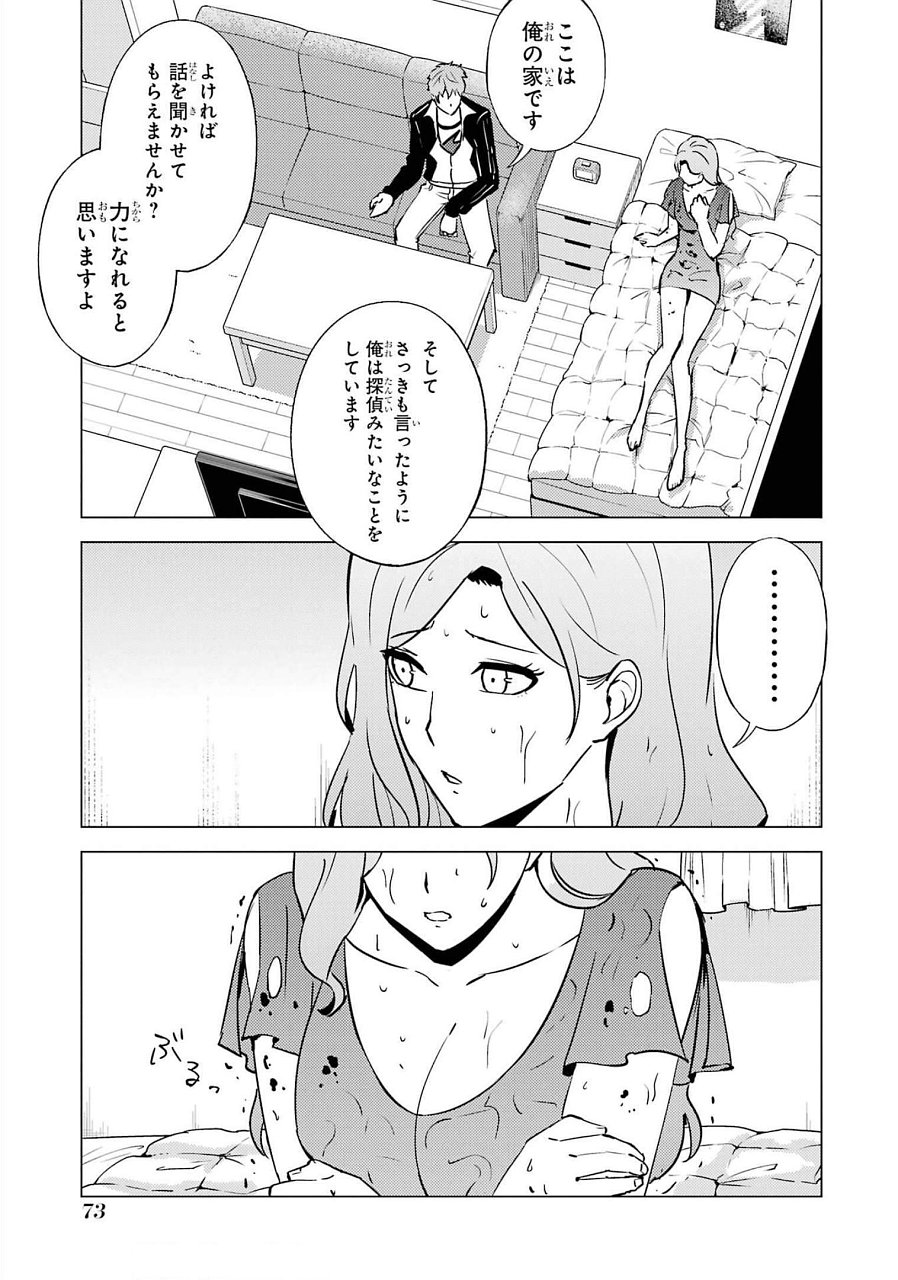 ここは
俺の家です
そして
さっきも言ったように
俺は探偵みたいなことを
しています
よければ
話を聞かせて
もらえませんか？
力になれると
思いますよ
・・・・・・・・・
ぶるっ
73